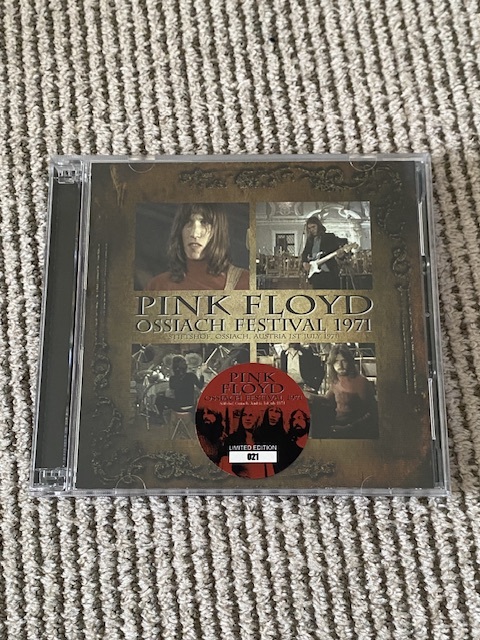 PINK FLOYD
OSSIACH FESTIVAL 1971
STIFTSHOF, OSSIACH, AUSTRIA 1ST JULY 1971
PINK
FLOYD
OSSIACH FESTIVAL 1971
LIMITED EDITION
021